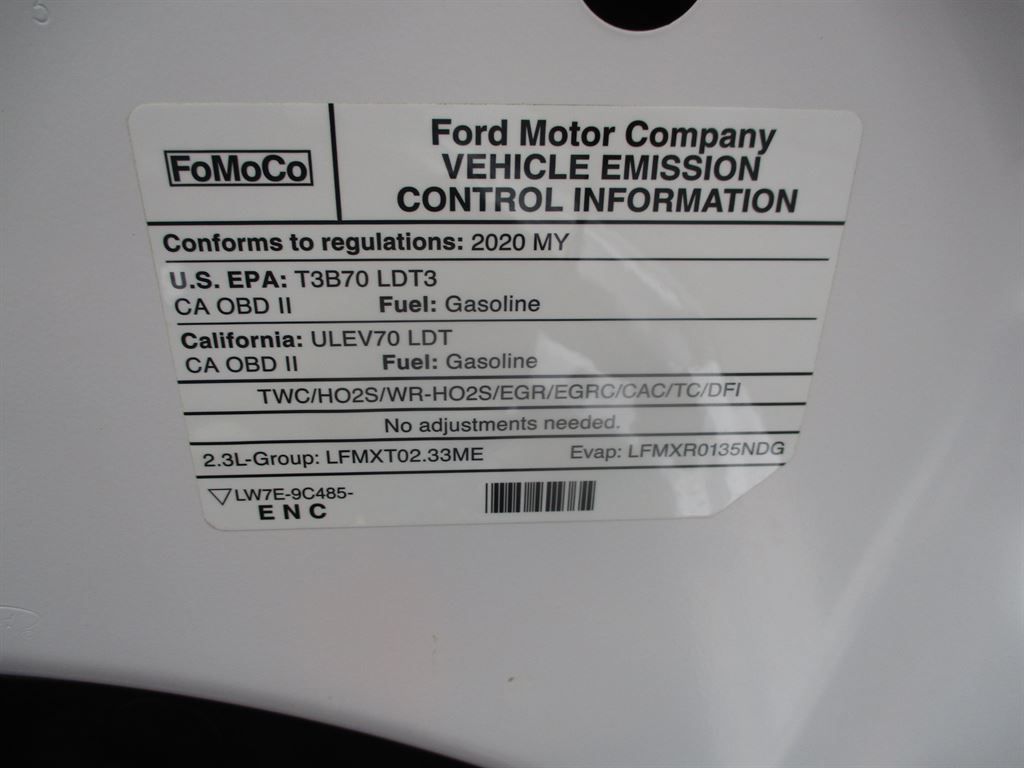 FoMoCo
Ford Motor Company
VEHICLE EMISSION
CONTROL INFORMATION
Conforms to regulations: 2020 MY
U.S. EPA: T3B70 LDT3
CA OBD II Fuel: Gasoline
California: ULEV70 LDT
CA OBD II Fuel: Gasoline
TWC/HO2S/WR-HO2S/EGR/EGRC/CAC/TC/DFI
No adjustments needed.
2.3L-Group: LFMXT02.33ME Evap: LFMXR0135NDG
LW7E-9C485-
E N C